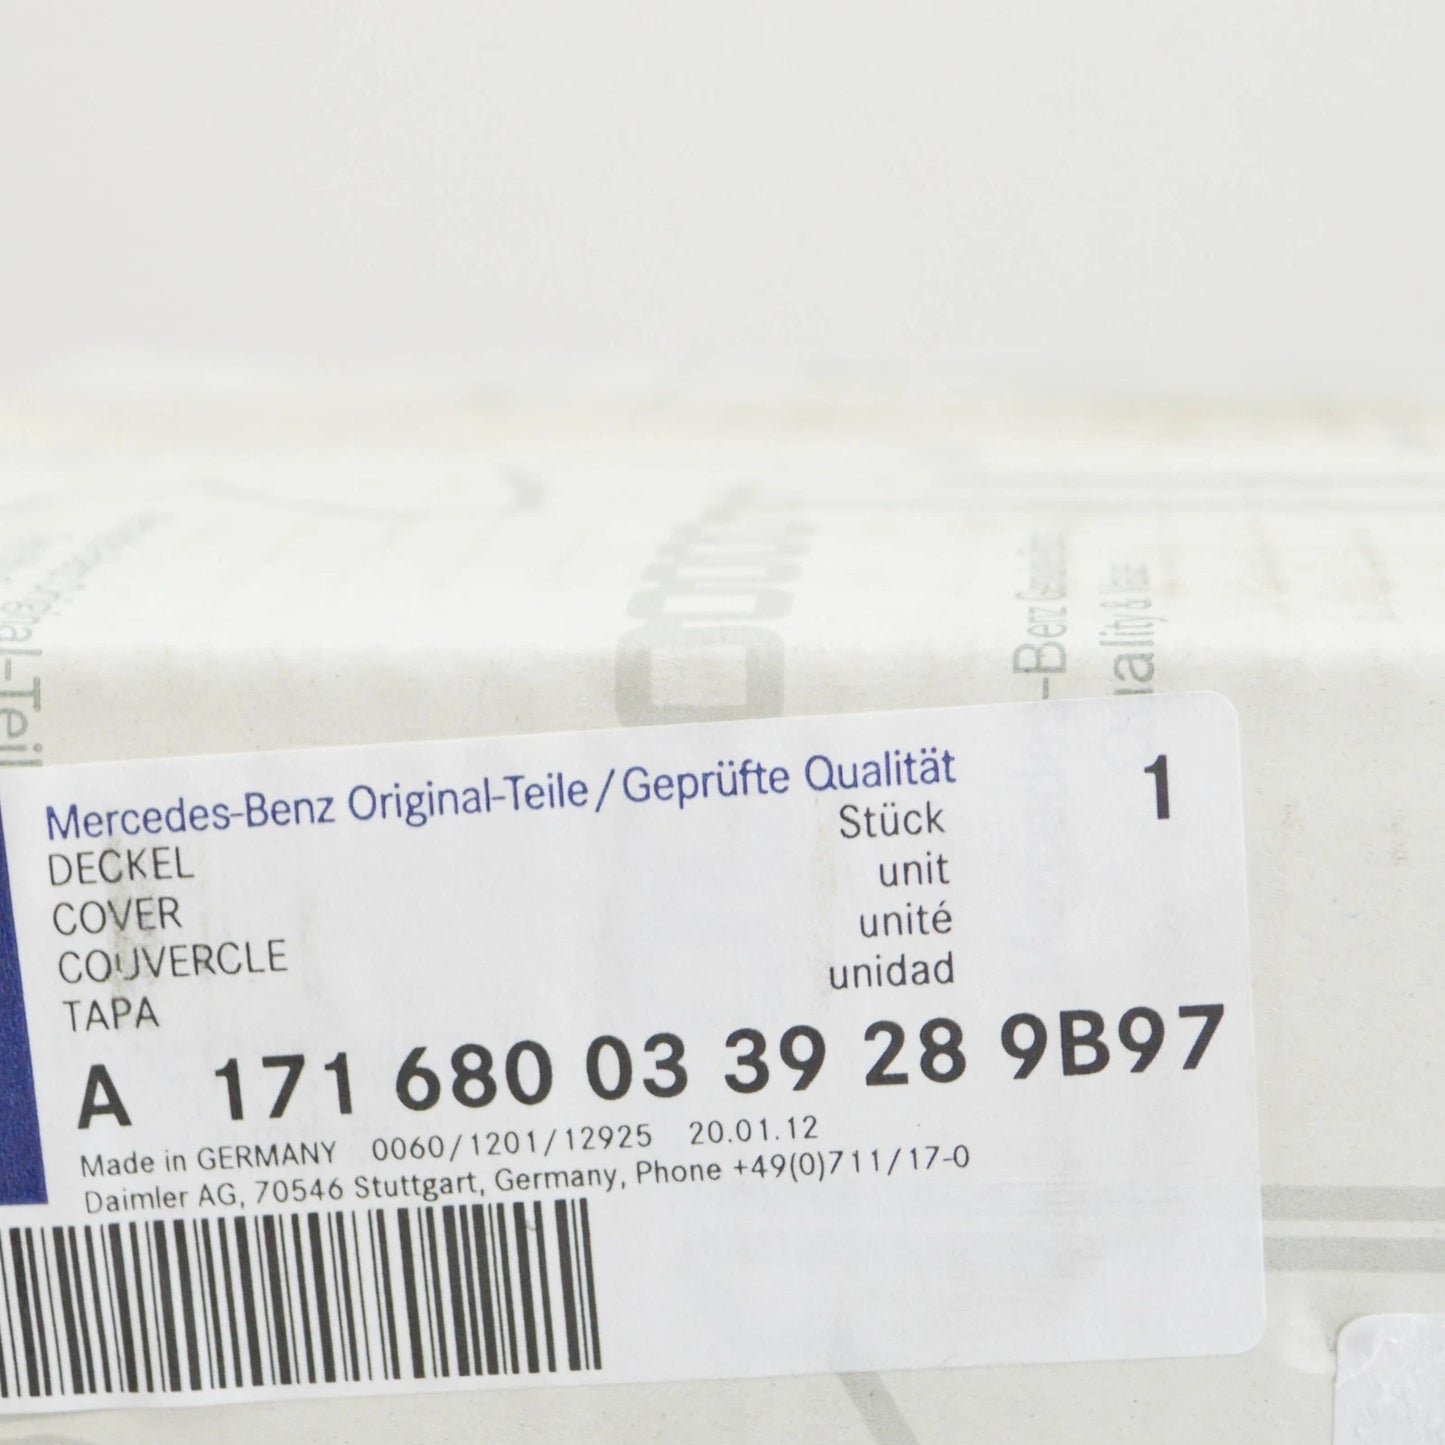 Mercedes-Benz Original-Teile/Geprüfte Qualität
DECKEL
COVER
COUVERCLE
TAPA
Stück 1
unit
unité
unidad
A 171 680 03 39 28 9B97
Made in GERMANY 0060/1201/12925 20.01.12
Daimler AG, 70546 Stuttgart, Germany, Phone +49(0)711/17-0